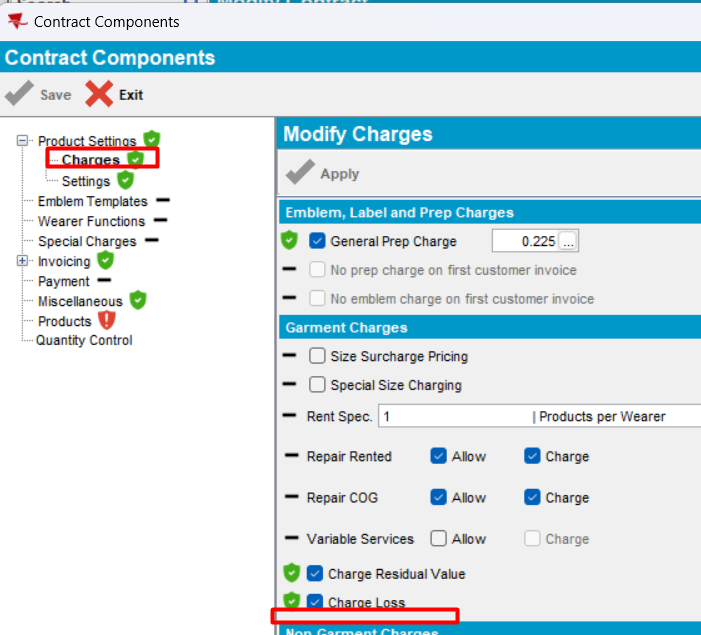 Contract Components
Contract Components
Save Exit
Product Settings
Charges
Settings
Emblem Templates
Wearer Functions
Special Charges
Invoicing
Payment
Miscellaneous
Products
Quantity Control
Modify Charges
Apply
Emblem, Label and Prep Charges
General Prep Charge 0.225 ...
No prep charge on first customer invoice
No emblem charge on first customer invoice
Garment Charges
Size Surcharge Pricing
Special Size Charging
Rent Spec. 1 | Products per Wearer
Repair Rented Allow Charge
Repair COG Allow Charge
Variable Services Allow Charge
Charge Residual Value
Charge Loss
Non Garment Charges